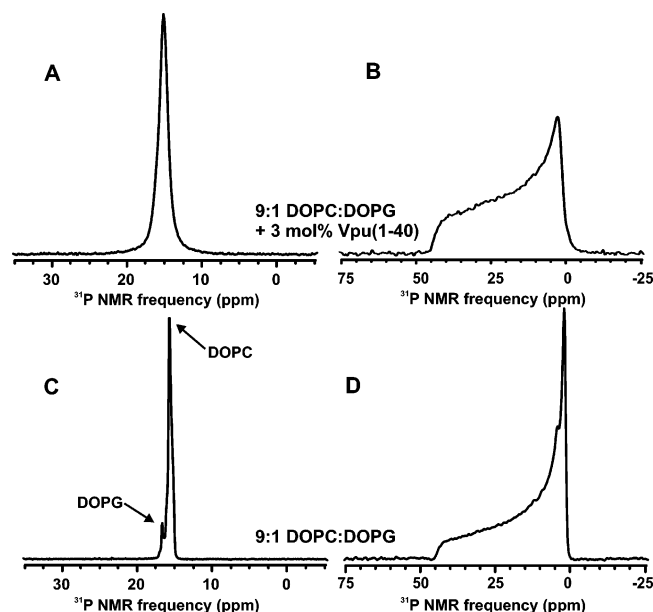 A
B
9:1 DOPC:DOPG
+ 3 mol% Vpu(1-40)
30 20 10 0
75 50 25 0 -25
³¹P NMR frequency (ppm)
³¹P NMR frequency (ppm)
DOPC
C
D
DOPG
9:1 DOPC:DOPG
30 20 10 0
75 50 25 0 -25
³¹P NMR frequency (ppm)
³¹P NMR frequency (ppm)